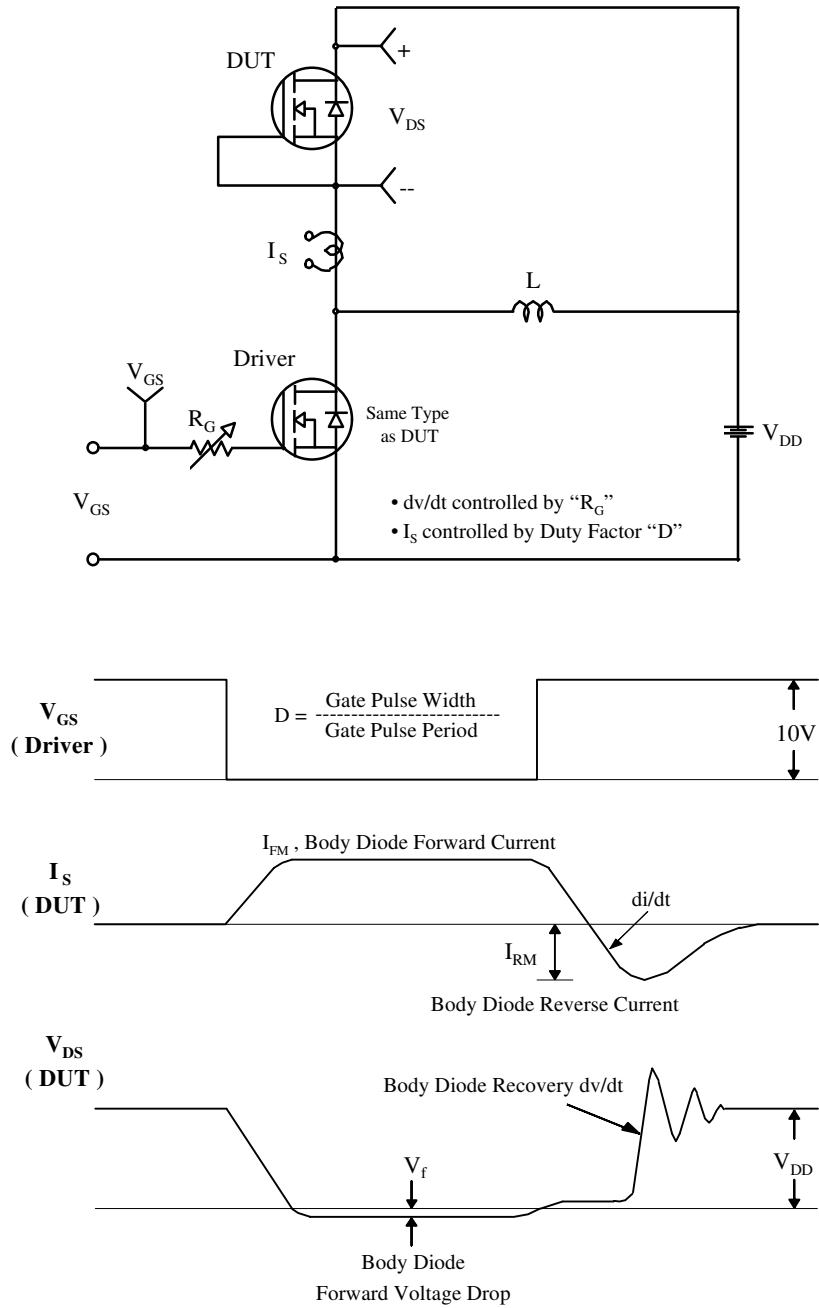 DUT
+
V_DS
--
I_S
L
Driver
V_GS
R_G
Same Type
as DUT
V_DD
V_GS
• dv/dt controlled by “R_G”
• I_S controlled by Duty Factor “D”
V_GS
( Driver )
D = Gate Pulse Width
--------------------------
Gate Pulse Period
10V
I_FM , Body Diode Forward Current
I_S
( DUT )
di/dt
I_RM
Body Diode Reverse Current
V_DS
( DUT )
Body Diode Recovery dv/dt
V_f
V_DD
Body Diode
Forward Voltage Drop